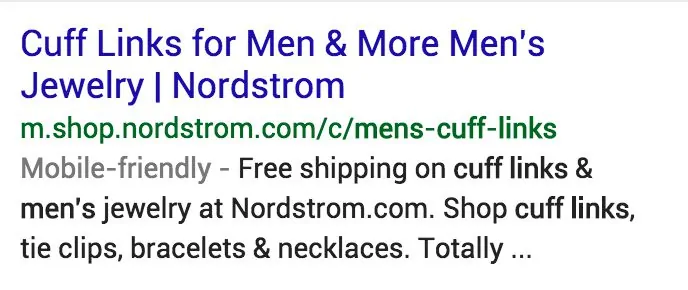 Cuff Links for Men & More Men's
Jewelry | Nordstrom
m.shop.nordstrom.com/c/mens-cuff-links
Mobile-friendly - Free shipping on cuff links &
men's jewelry at Nordstrom.com. Shop cuff links,
tie clips, bracelets & necklaces. Totally ...